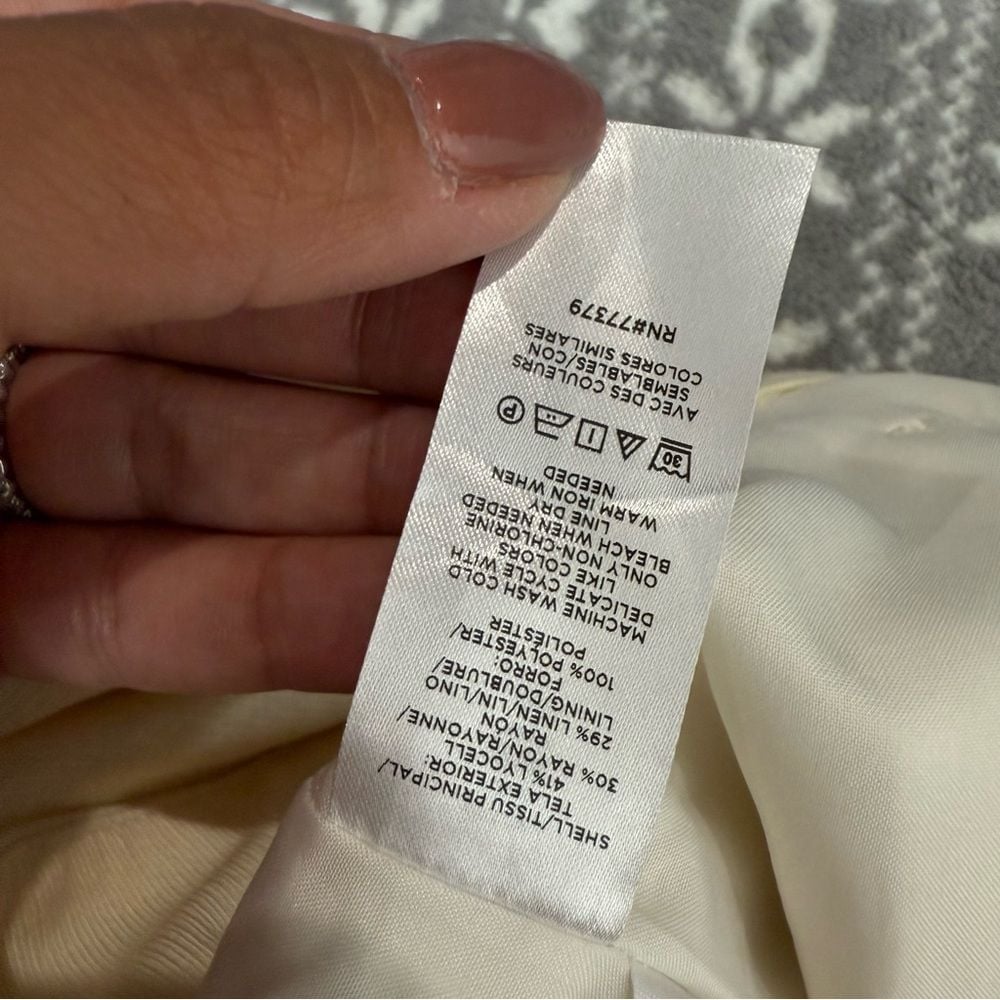 SHELL/TISSU PRINCIPAL/
TELA EXTERIOR:
41% LYOCELL
30% RAYON/RAYONNE/
RAYON
29% LINEN/LIN/LINO
LINING/DOUBLURE/
FORRO:
100% POLYESTER/
POLIÉSTER
MACHINE WASH COLD
DELICATE CYCLE WITH
LIKE COLORS
ONLY NON-CHLORINE
BLEACH WHEN NEEDED
LINE DRY
WARM IRON WHEN
NEEDED
30 P
AVEC DES COULEURS
SEMBLABLES/CON
COLORES SIMILARES
RN#77379